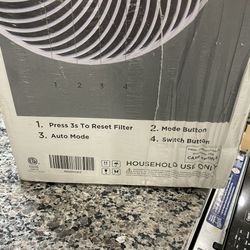 1 2 3 4
1. Press 3s To Reset Filter
2. Mode Button
3. Auto Mode
4. Switch Button
HOUSEHOLD USE ONLY